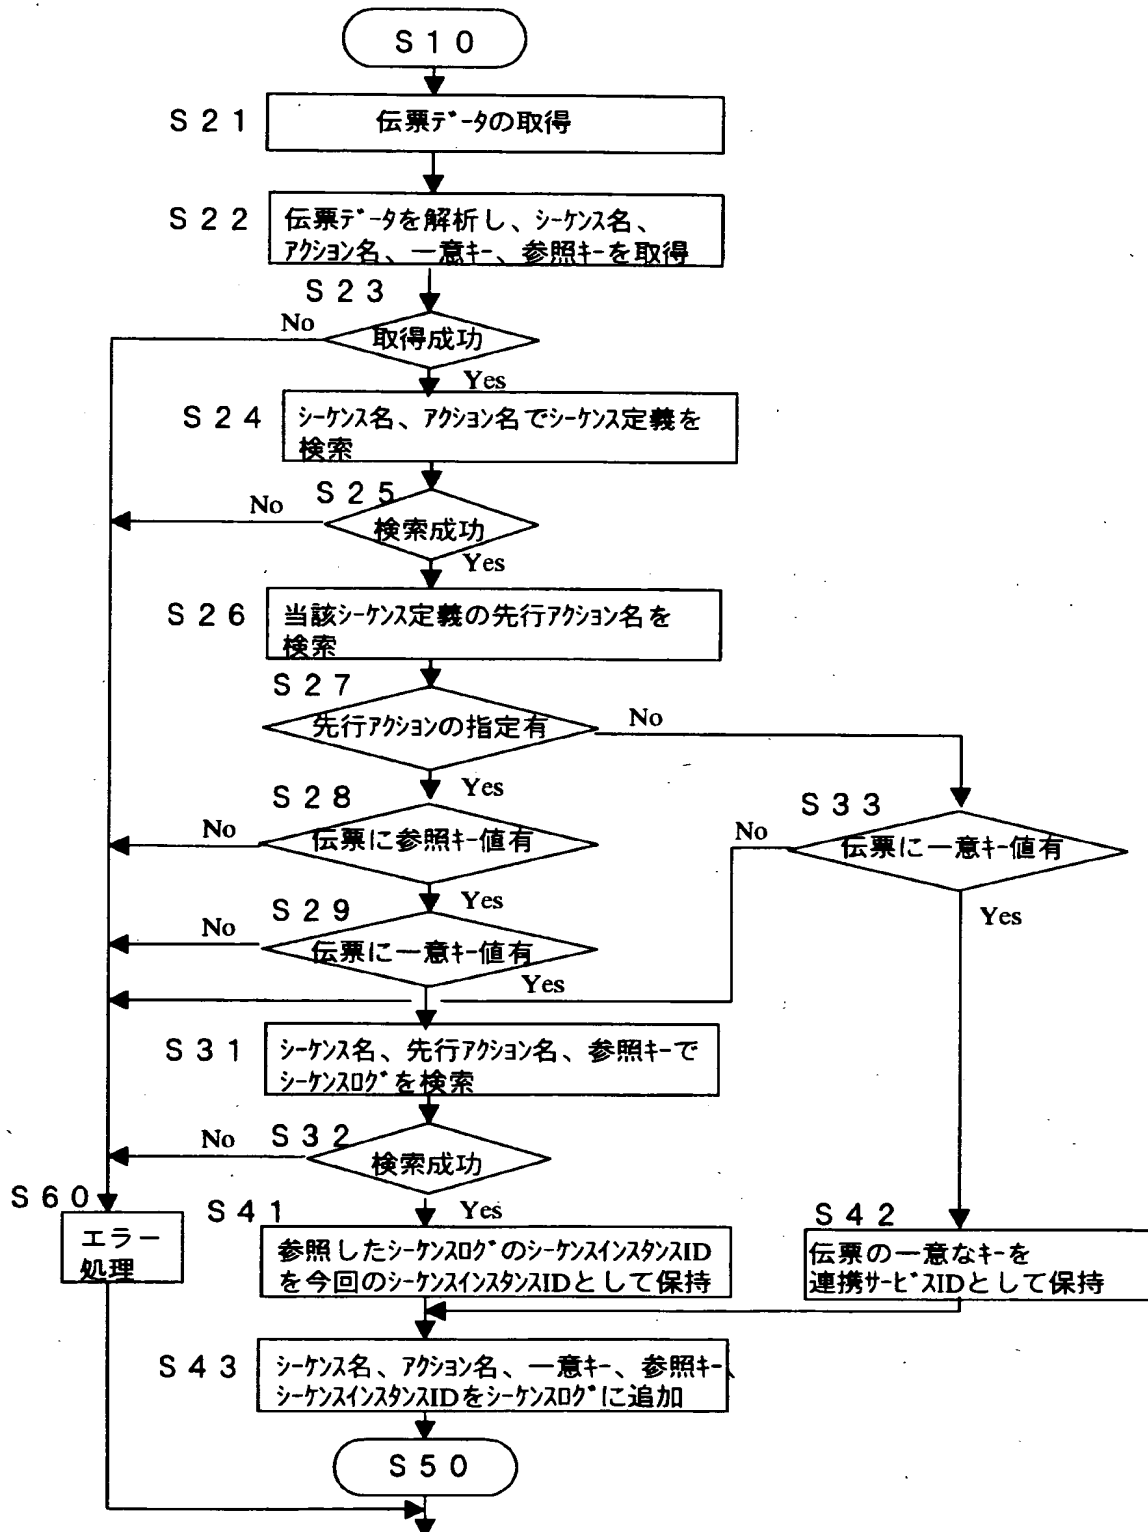 S10
S21
伝票ﾃﾞｰﾀの取得
S22
伝票ﾃﾞｰﾀを解析し、ｼｰｹﾝｽ名、
ｱｸｼｮﾝ名、一意ｷｰ、参照ｷｰを取得
S23
No
取得成功
Yes
S24
ｼｰｹﾝｽ名、ｱｸｼｮﾝ名でｼｰｹﾝｽ定義を
検索
S25
No
検索成功
Yes
S26
当該ｼｰｹﾝｽ定義の先行ｱｸｼｮﾝ名を
検索
S27
先行ｱｸｼｮﾝの指定有
No
Yes
S28
No
伝票に参照ｷｰ値有
Yes
S33
No
伝票に一意ｷｰ値有
Yes
S29
No
伝票に一意ｷｰ値有
Yes
S31
ｼｰｹﾝｽ名、先行ｱｸｼｮﾝ名、参照ｷｰで
ｼｰｹﾝｽﾛｸﾞを検索
S32
No
検索成功
Yes
S60
エラー
処理
S41
参照したｼｰｹﾝｽﾛｸﾞのｼｰｹﾝｽｲﾝｽﾀﾝｽID
を今回のｼｰｹﾝｽｲﾝｽﾀﾝｽIDとして保持
S42
伝票の一意なｷｰを
連携ｻｰﾋﾞｽIDとして保持
S43
ｼｰｹﾝｽ名、ｱｸｼｮﾝ名、一意ｷｰ、参照ｷｰ、
ｼｰｹﾝｽｲﾝｽﾀﾝｽIDをｼｰｹﾝｽﾛｸﾞに追加
S50